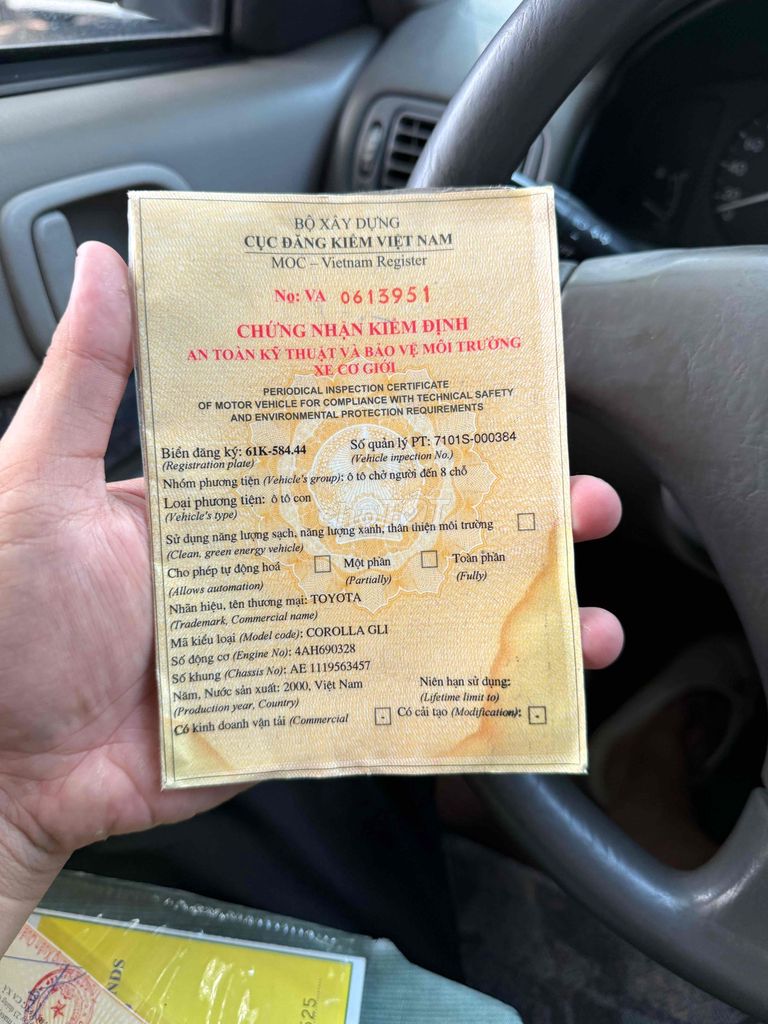 BỘ XÂY DỰNG
CỤC ĐĂNG KIỂM VIỆT NAM
MOC – Vietnam Register
No: VA 0613951
CHỨNG NHẬN KIỂM ĐỊNH
AN TOÀN KỸ THUẬT VÀ BẢO VỆ MÔI TRƯỜNG
XE CƠ GIỚI
PERIODICAL INSPECTION CERTIFICATE
OF MOTOR VEHICLE FOR COMPLIANCE WITH TECHNICAL SAFETY
AND ENVIRONMENTAL PROTECTION REQUIREMENTS
Biển đăng ký: 61K-584.44 Số quản lý PT: 7101S-000384
(Registration plate) (Vehicle inpection No.)
Nhóm phương tiện (Vehicle's group): ô tô chở người đến 8 chỗ
Loại phương tiện: ô tô con
(Vehicle's type)
Sử dụng năng lượng sạch, năng lượng xanh, thân thiện môi trường
(Clean, green energy vehicle)
Cho phép tự động hoá Một phần Toàn phần
(Allows automation) (Partially) (Fully)
Nhãn hiệu, tên thương mại: TOYOTA
(Trademark, Commercial name)
Mã kiểu loại (Model code): COROLLA GLI
Số động cơ (Engine No): 4AH690328
Số khung (Chassis No): AE 1119563457
Năm, Nước sản xuất: 2000, Việt Nam Niên hạn sử dụng:
(Production year, Country) (Lifetime limit to)
Có kinh doanh vận tải (Commercial Có cải tạo (Modification):
NDS
525